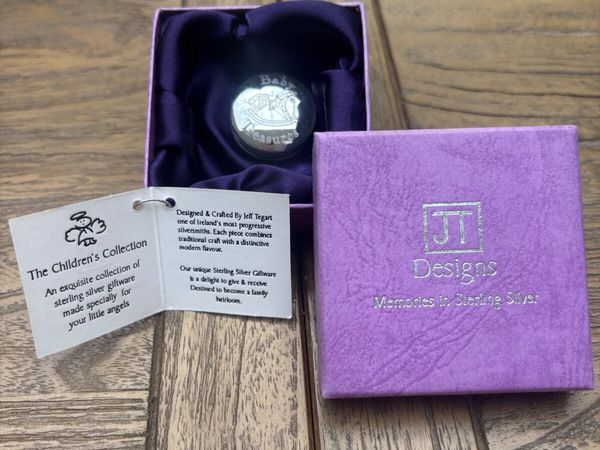 Baby
Treasures
The Children's Collection
An exquisite collection of
sterling silver giftware
made specially for
your little angels
Designed & Crafted By Jeff Tegart
one of Ireland's most progressive
silversmiths. Each piece combines
traditional craft with a distinctive
modern flavour.
Our unique Sterling Silver Giftware
is a delight to give & receive
Destined to become a family
heirloom.
JT
Designs
Memories in Sterling Silver